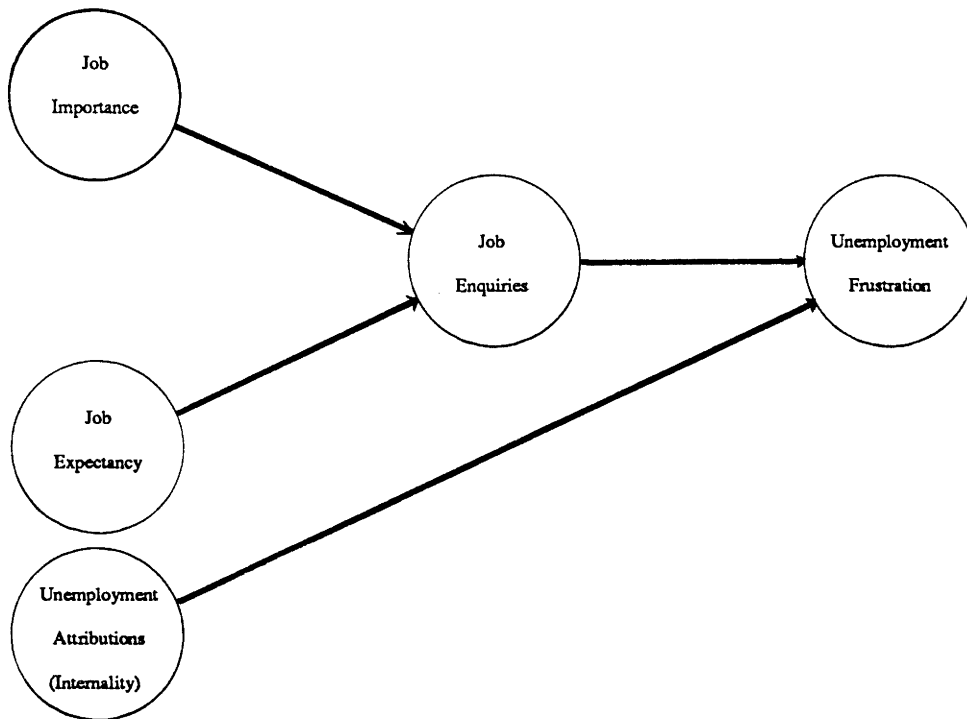 Job
Importance
Job
Enquiries
Unemployment
Frustration
Job
Expectancy
Unemployment
Attributions
(Internality)